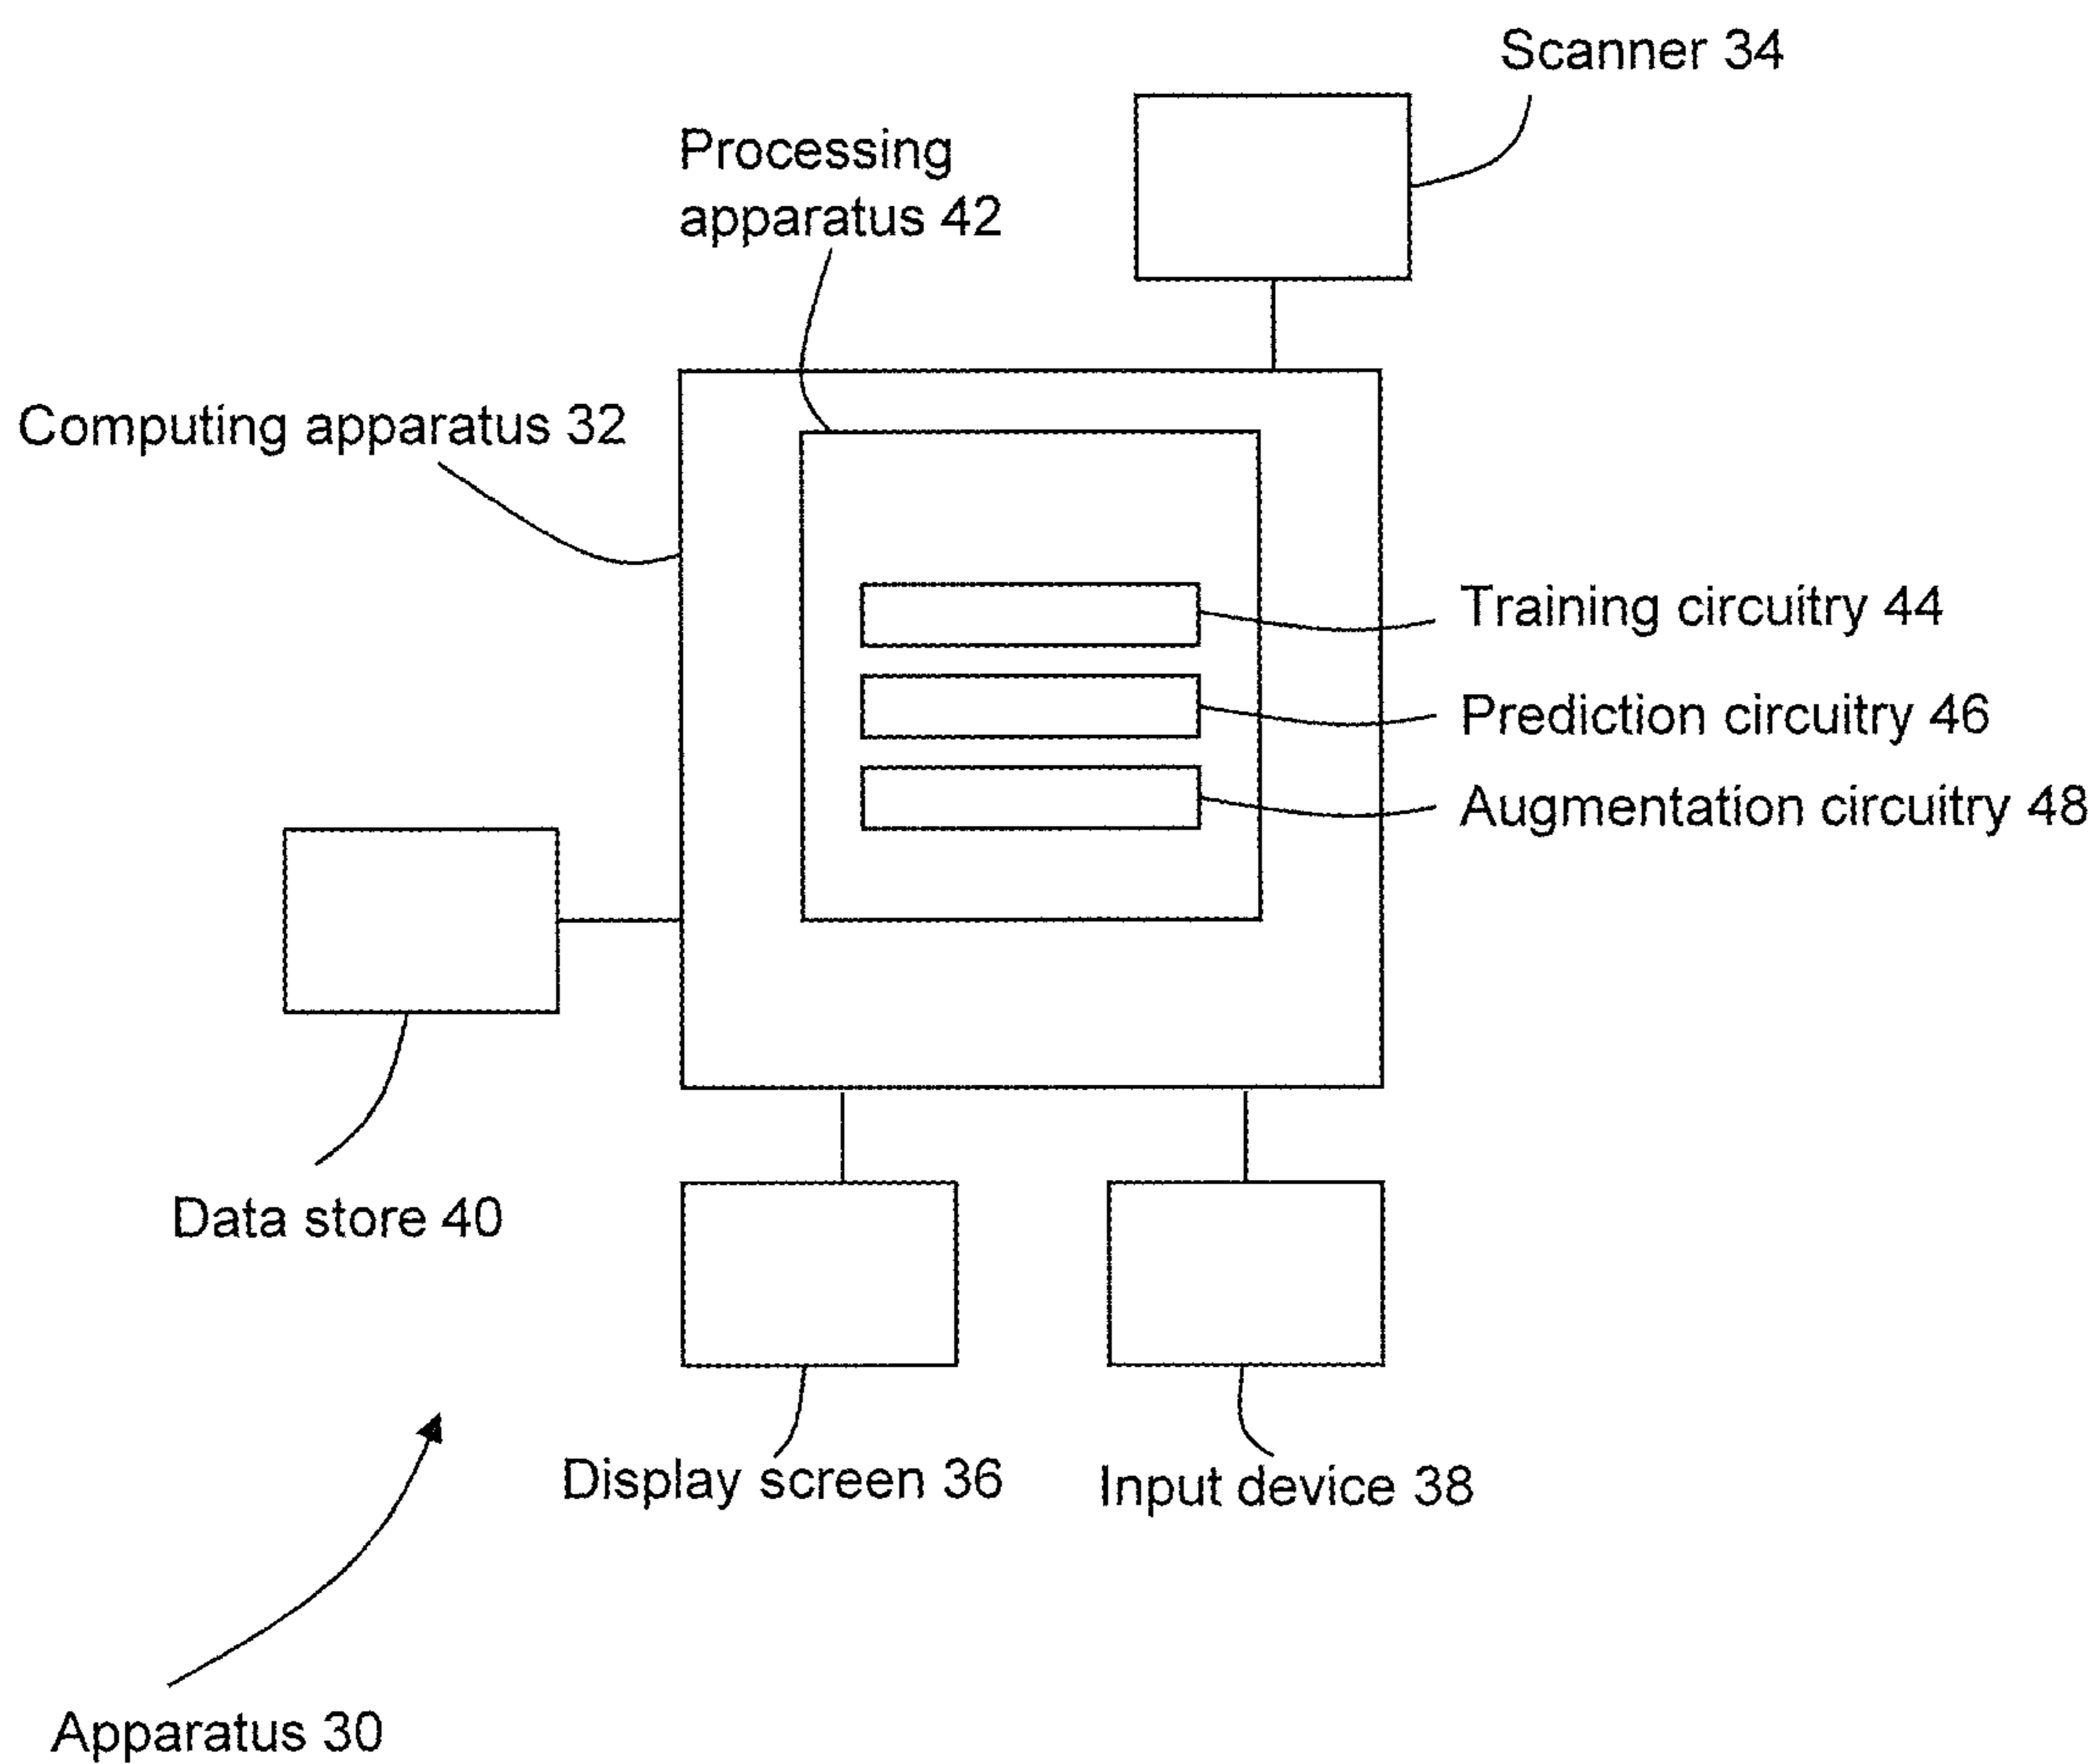 Scanner 34
Processing
apparatus 42
Computing apparatus 32
Training circuitry 44
Prediction circuitry 46
Augmentation circuitry 48
Data store 40
Display screen 36
Input device 38
Apparatus 30